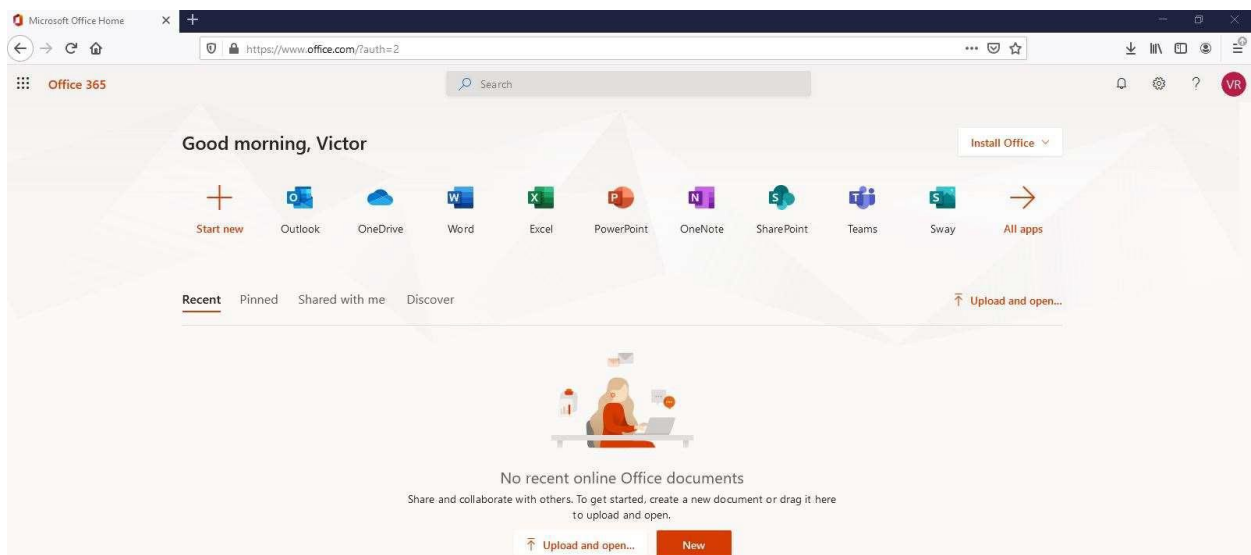 Microsoft Office Home
https://www.office.com/?auth=2
Office 365
Search
VR
Good morning, Victor
Install Office
Start new
Outlook
OneDrive
Word
Excel
PowerPoint
OneNote
SharePoint
Teams
Sway
All apps
Recent Pinned Shared with me Discover
Upload and open...
No recent online Office documents
Share and collaborate with others. To get started, create a new document or drag it here
to upload and open.
Upload and open...
New